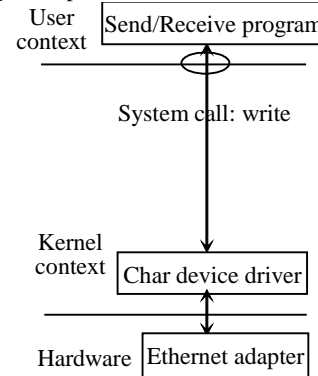 User
context
Send/Receive program
System call: write
Kernel
context
Char device driver
Hardware
Ethernet adapter